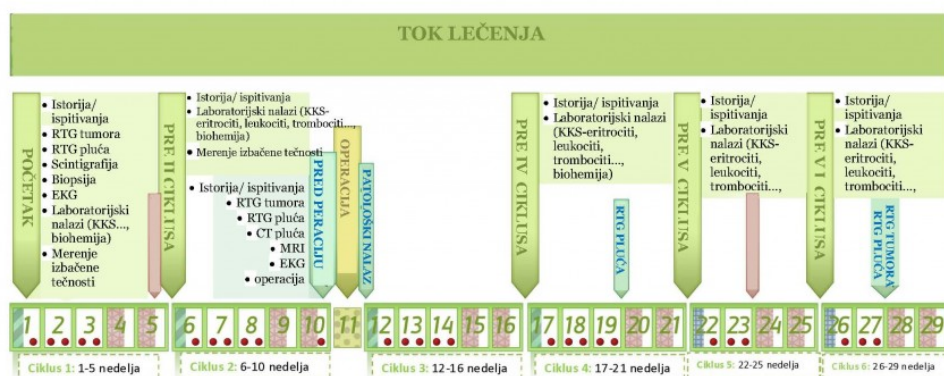 TOK LEČENJA
POČETAK
• Istorija/
ispitivanja
• RTG tumora
• RTG pluća
• Scintigrafija
• Biopsija
• EKG
• Laboratorijski
nalazi (KKS...,
biohemija)
• Merenje
izbačene
tečnosti
PRE II CIKLUSA
• Istorija/ ispitivanja
• Laboratorijski nalazi (KKS-
eritrociti, leukociti, trombociti...,
biohemija)
• Merenje izbačene tečnosti
• Istorija/ ispitivanja
• RTG tumora
• RTG pluća
• CT pluća
• MRI
• EKG
• operacija
PRED PERACIJU
OPERACIJA
PATOLOŠKI NALAZ
PRE IV CIKLUSA
• Istorija/ ispitivanja
• Laboratorijski nalazi
(KKS-eritrociti,
leukociti,
trombociti...,
biohemija)
RTG PLUĆA
PRE V CIKLUSA
• Istorija/
ispitivanja
• Laboratorijski
nalazi (KKS-
eritrociti,
leukociti,
trombociti...,
PRE V I CIKLUSA
• Istorija/
ispitivanja
• Laboratorijski
nalazi (KKS-
eritrociti,
leukociti,
trombociti...,
RTG TUMORA
RTG PLUĆA
1 2 3 4 5 6 7 8 9 10 11 12 13 14 15 16 17 18 19 20 21 22 23 24 25 26 27 28 29
Ciklus 1: 1-5 nedelja
Ciklus 2: 6-10 nedelja
Ciklus 3: 12-16 nedelja
Ciklus 4: 17-21 nedelja
Ciklus 5: 22-25 nedelja
Ciklus 6: 26-29 nedelja